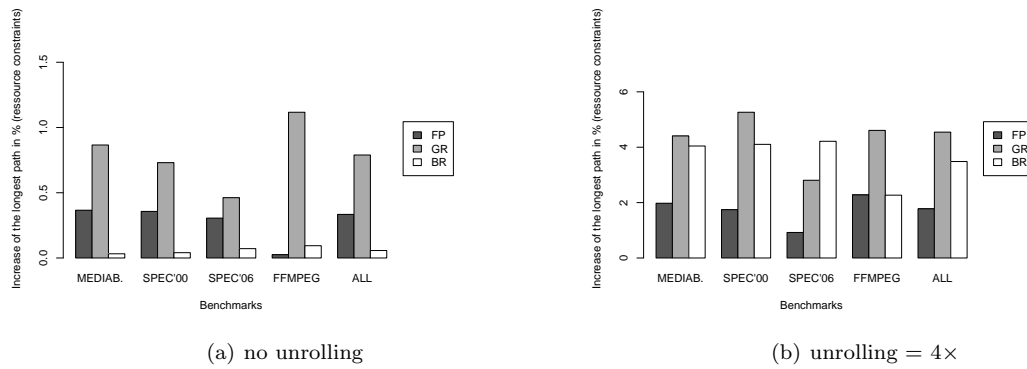 Increase of the longest path in % (ressource constraints)
1.5
1.0
0.5
0.0
FP
GR
BR
MEDIAB.
SPEC'00
SPEC'06
FFMPEG
ALL
Benchmarks
(a) no unrolling
Increase of the longest path in % (ressource constraints)
6
4
2
0
FP
GR
BR
MEDIAB.
SPEC'00
SPEC'06
FFMPEG
ALL
Benchmarks
(b) unrolling = 4×